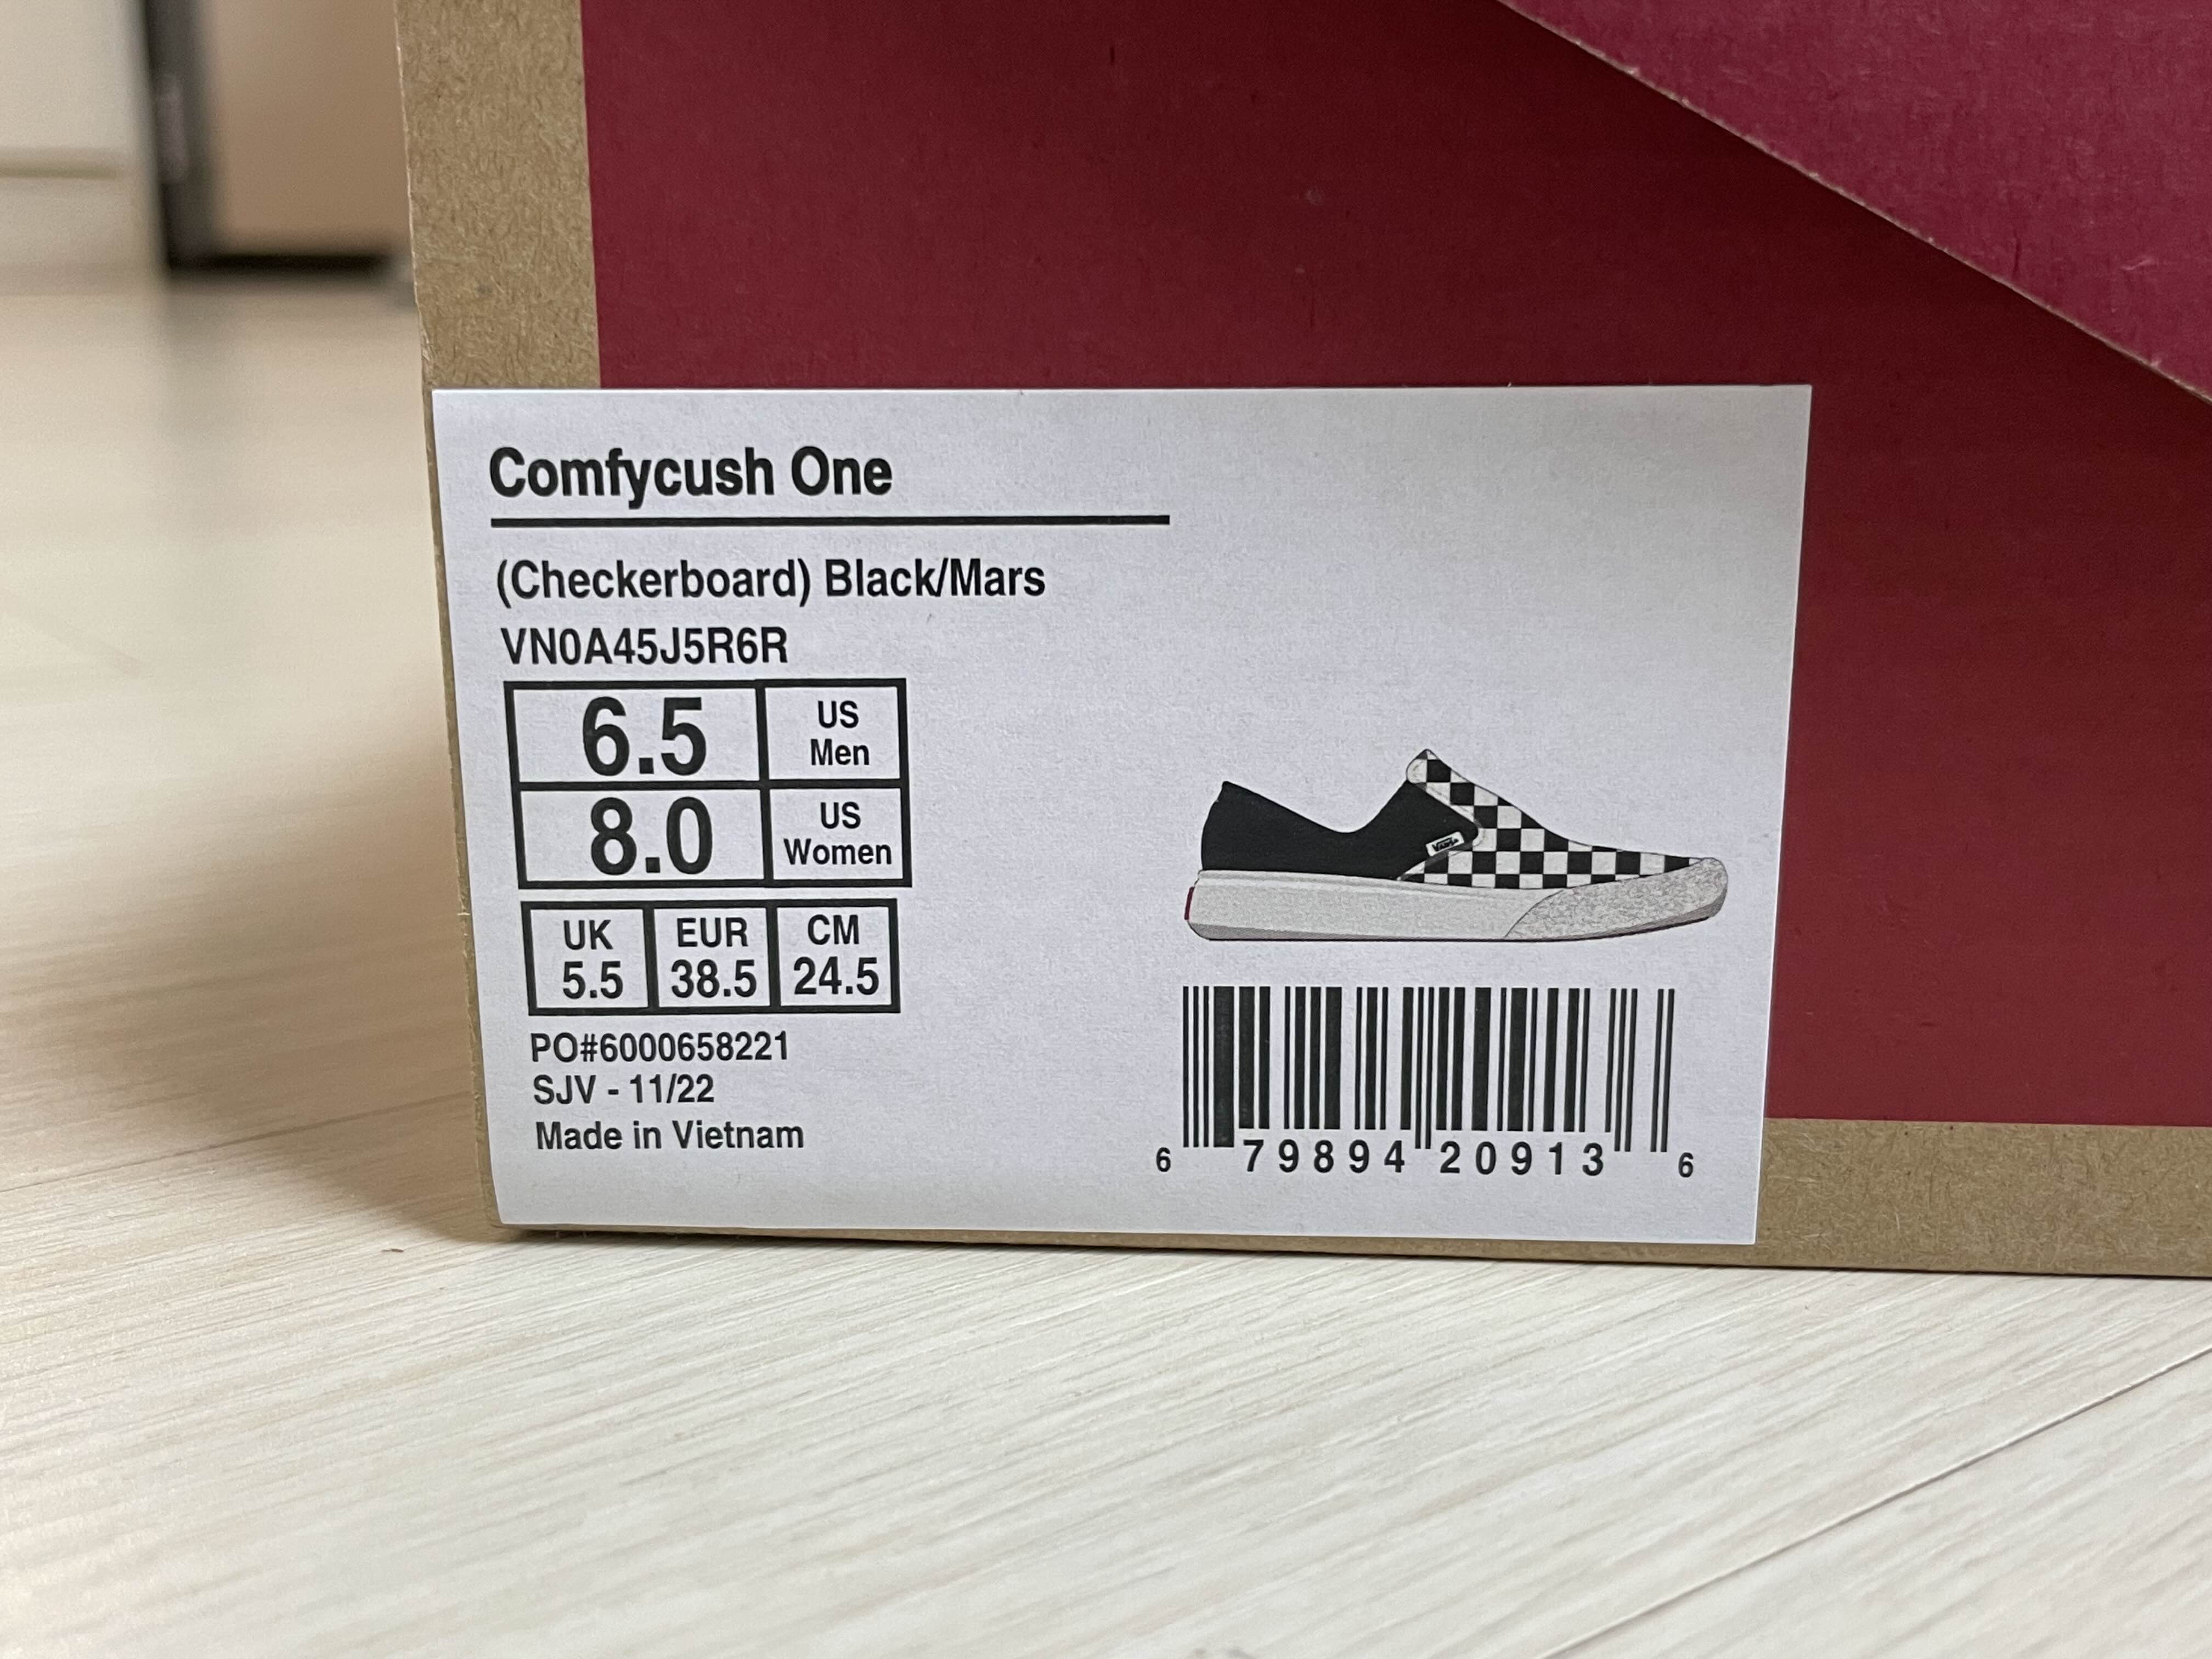 Comfycush One
(Checkerboard) Black/Mars
VN0A45J5R6R
6.5 US Men
8.0 US Women
UK EUR CM
5.5 38.5 24.5
PO#6000658221
SJV - 11/22
Made in Vietnam
VANS
6 79894 20913 6